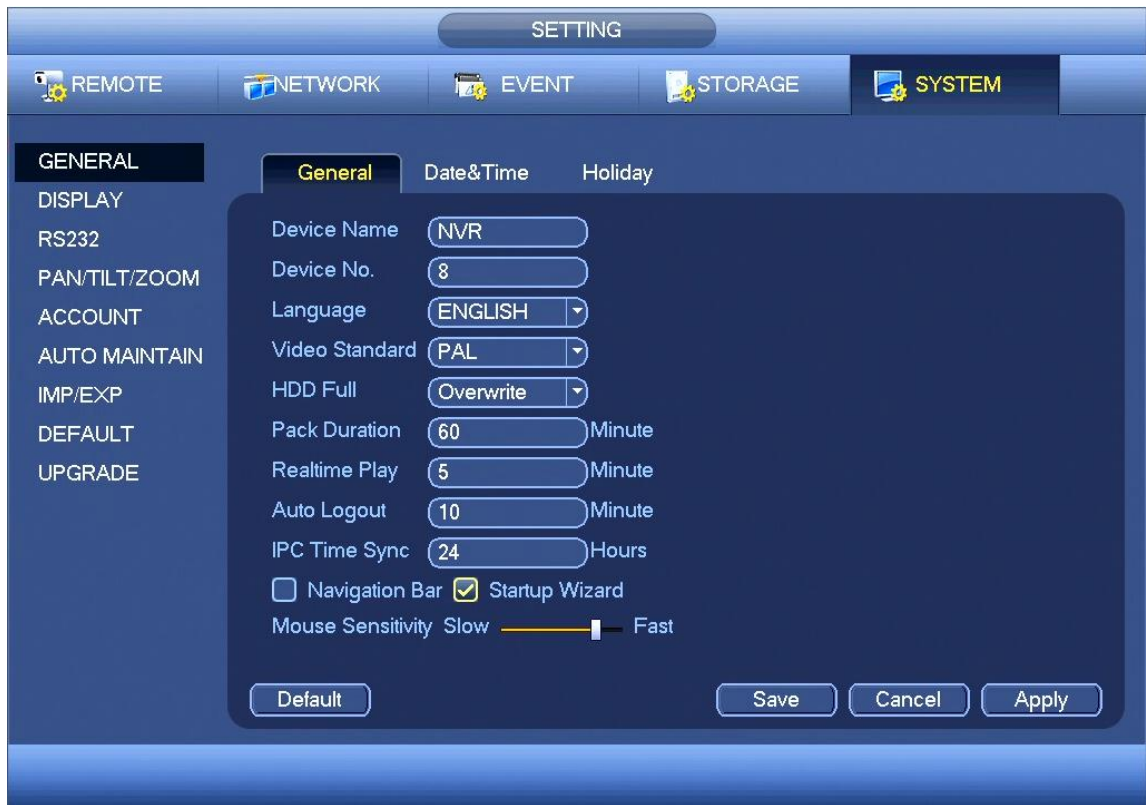 SETTING
REMOTE NETWORK EVENT STORAGE SYSTEM
GENERAL
DISPLAY
RS232
PAN/TILT/ZOOM
ACCOUNT
AUTO MAINTAIN
IMP/EXP
DEFAULT
UPGRADE
General Date&Time Holiday
Device Name NVR
Device No. 8
Language ENGLISH
Video Standard PAL
HDD Full Overwrite
Pack Duration 60 Minute
Realtime Play 5 Minute
Auto Logout 10 Minute
IPC Time Sync 24 Hours
Navigation Bar Startup Wizard
Mouse Sensitivity Slow Fast
Default Save Cancel Apply